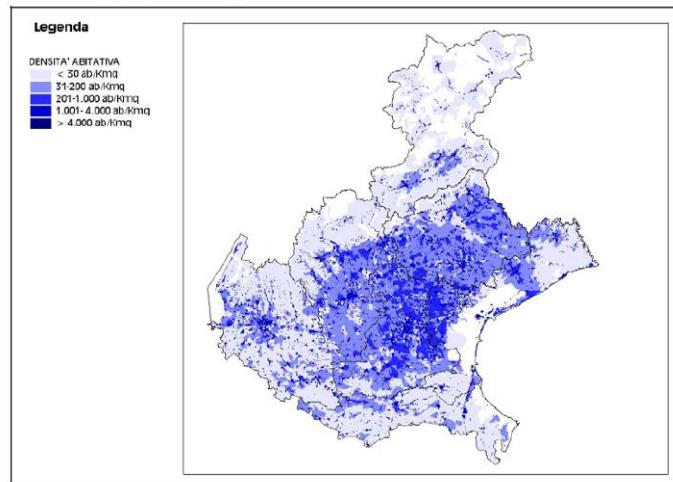 Legenda
DENSITA' ABITATIVA
< 30 ab/Kmq
31-200 ab/Kmq
201-1.000 ab/Kmq
1.001-4.000 ab/Kmq
> 4.000 ab/Kmq